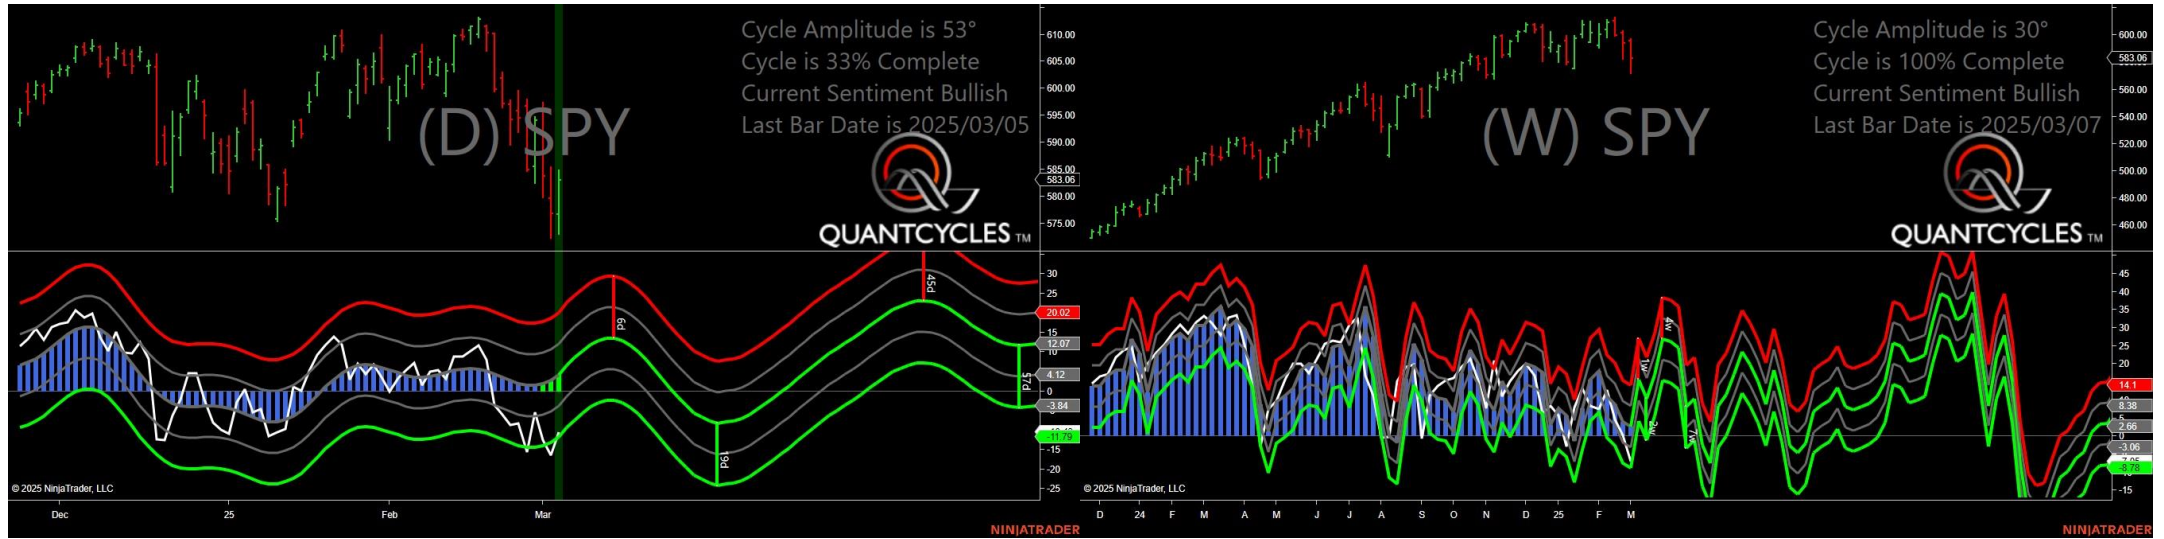 Cycle Amplitude is 53°
Cycle is 33% Complete
Current Sentiment Bullish
Last Bar Date is 2025/03/05
(D) SPY
QUANTCYCLES TM
610.00
605.00
600.00
595.00
590.00
585.00
583.06
580.00
575.00
30
25
20.02
15
12.07
10
4.12
0
-3.84
-11.79
-15
-20
-25
6d
19d
45d
57d
© 2025 NinjaTrader, LLC
Dec
25
Feb
Mar
NINJATRADER
Cycle Amplitude is 30°
Cycle is 100% Complete
Current Sentiment Bullish
Last Bar Date is 2025/03/07
(W) SPY
QUANTCYCLES TM
600.00
583.06
560.00
540.00
520.00
500.00
480.00
460.00
45
40
35
30
25
20
14.1
8.38
5
2.66
0
-3.06
-8.78
-15
1w
4w
2w
7w
© 2025 NinjaTrader, LLC
D 24 F M A M J J A S O N D 25 F M
NINJATRADER